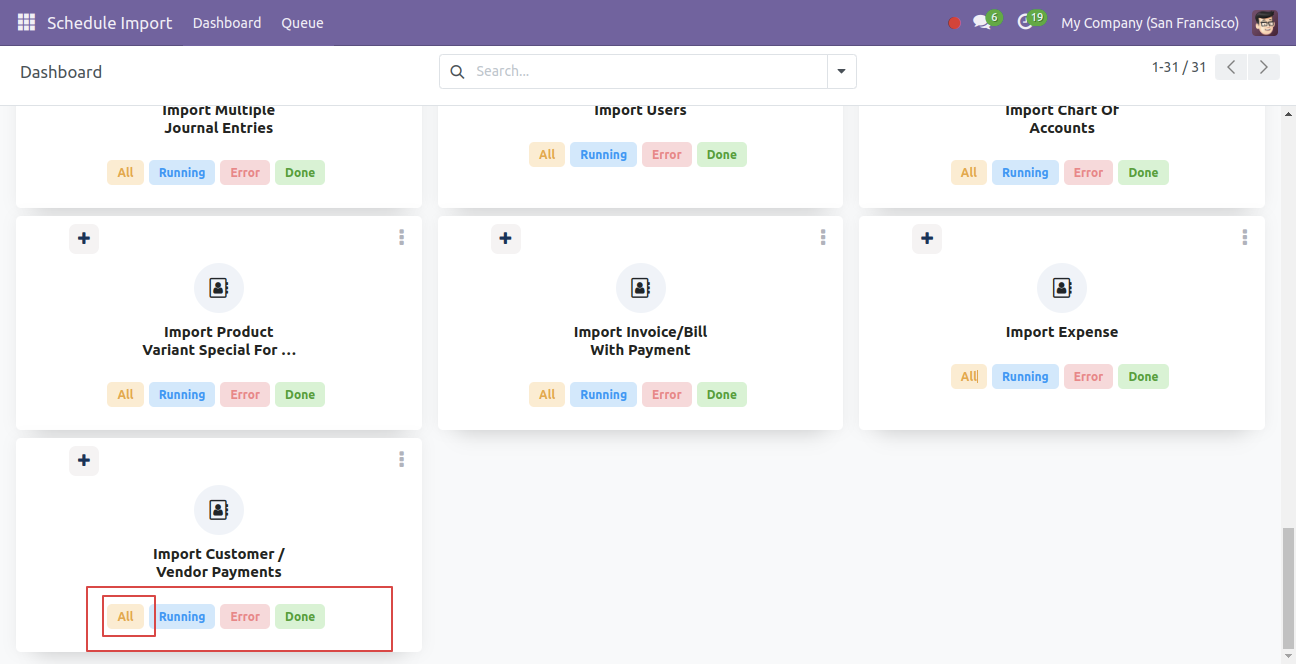 Schedule Import Dashboard Queue 6 19 My Company (San Francisco)
Dashboard Search... 1-31 / 31
Import Multiple
Journal Entries
All Running Error Done
Import Users
All Running Error Done
Import Chart Of
Accounts
All Running Error Done
Import Product
Variant Special For ...
All Running Error Done
Import Invoice/Bill
With Payment
All Running Error Done
Import Expense
All Running Error Done
Import Customer /
Vendor Payments
All Running Error Done